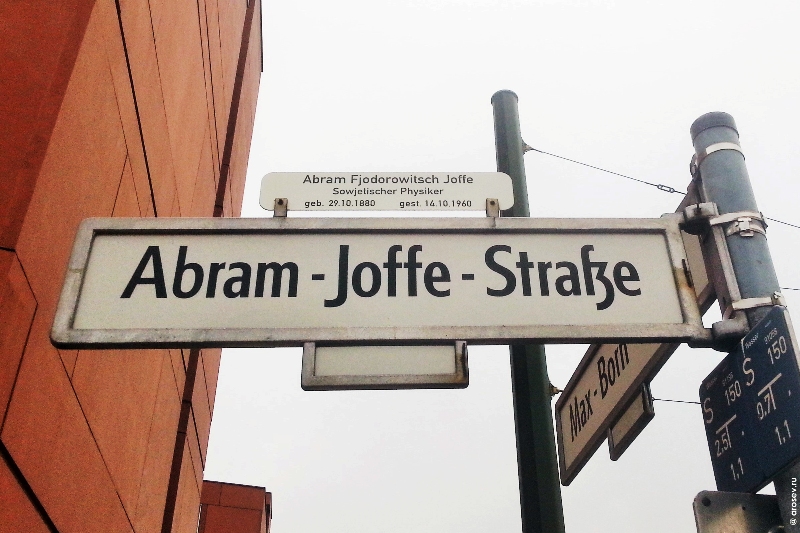 Abram Fjodorowitsch Joffe
Sowjetischer Physiker
geb. 29.10.1880 gest. 14.10.1960
Abram-Joffe-Straße
Max-Born
S 150
2.5
1.1
S 150
0.7
1.1
@ arosev.ru